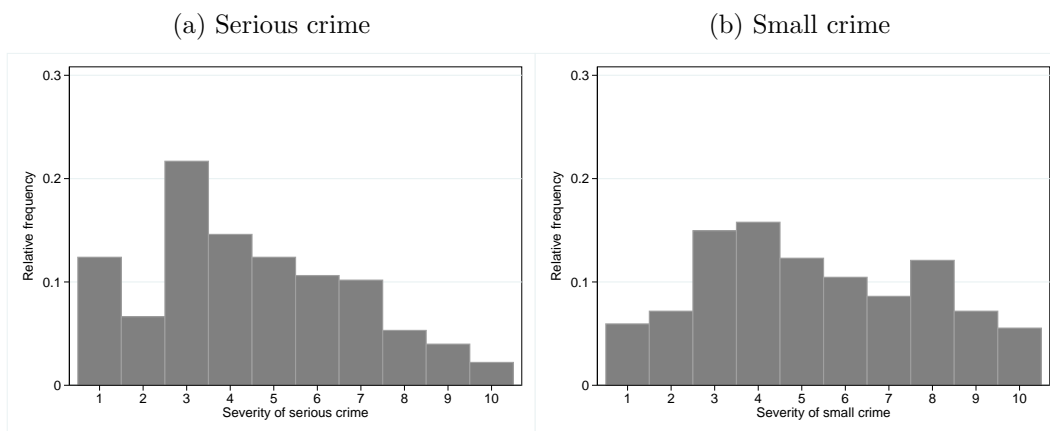 (a) Serious crime
0.3
0.2
0.1
0
Relative frequency
1 2 3 4 5 6 7 8 9 10
Severity of serious crime
(b) Small crime
0.3
0.2
0.1
0
Relative frequency
1 2 3 4 5 6 7 8 9 10
Severity of small crime